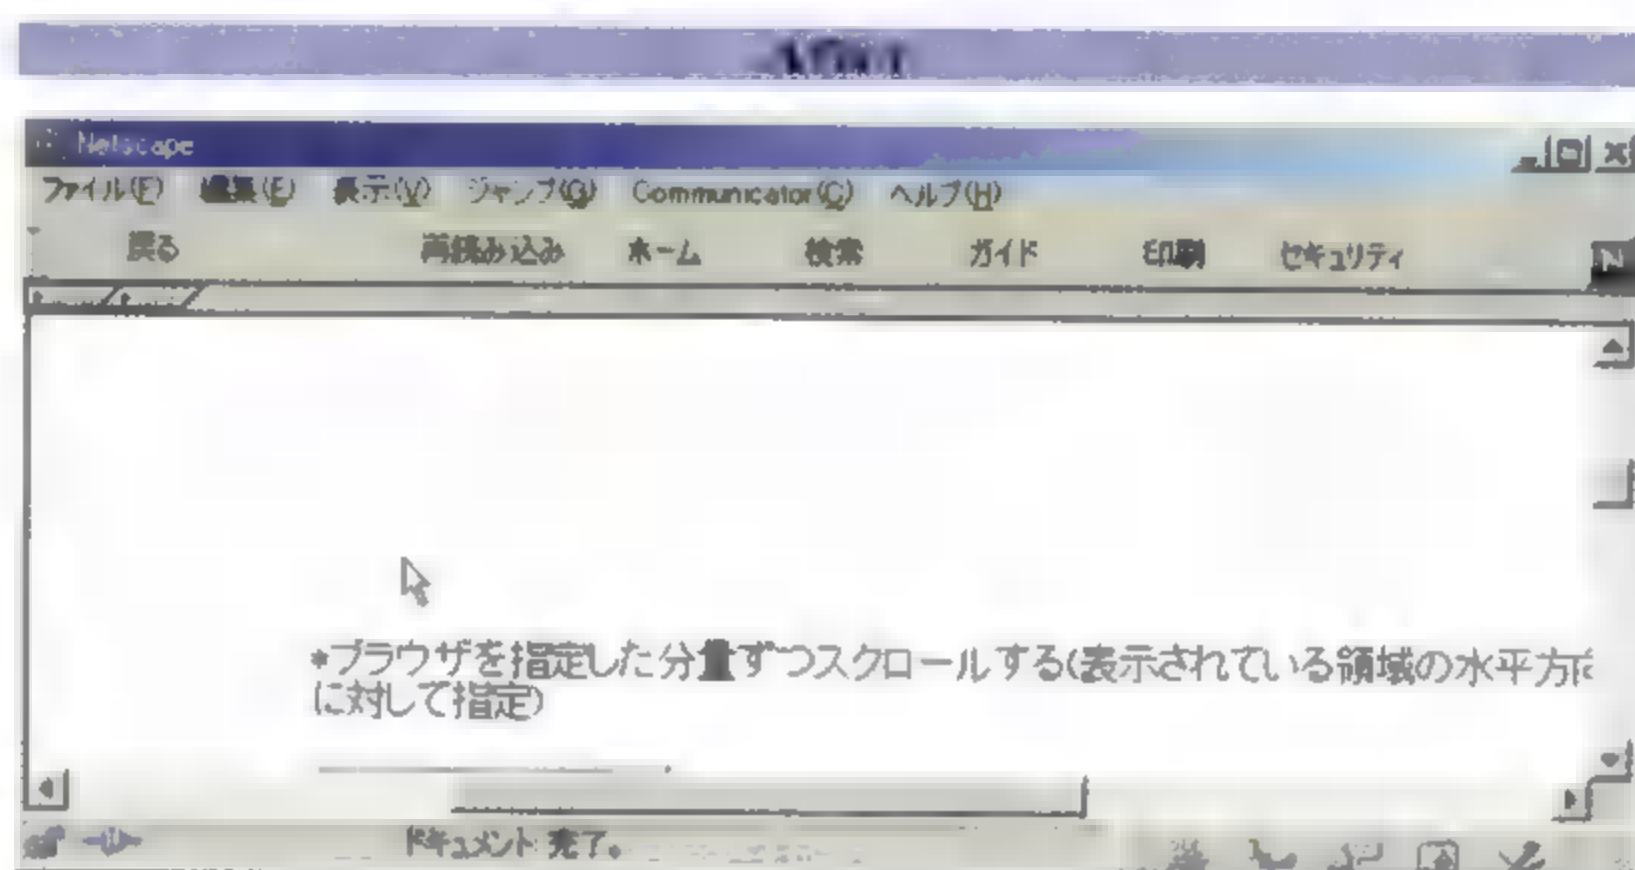 After
Netscape
ファイル(F) 編集(E) 表示(V) ジャンプ(G) Communicator(C) ヘルプ(H)
戻る 再読み込み ホーム 検索 ガイド 印刷 セキュリティ N
*ブラウザを指定した分量ずつスクロールする(表示されている領域の水平方向
に対して指定)
ドキュメント: 完了。